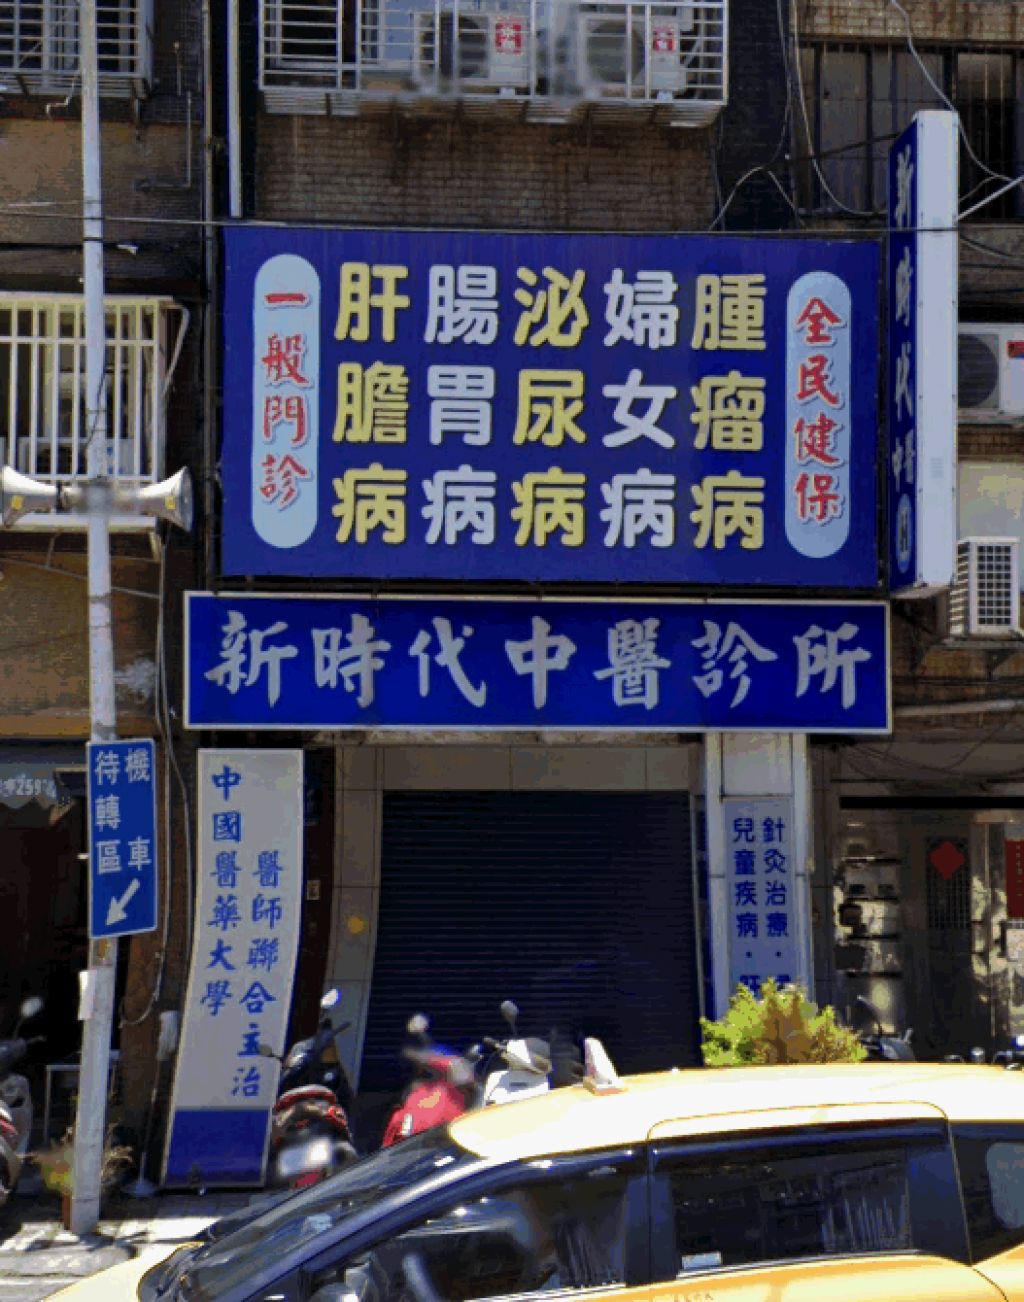 全民健保
腫瘤病
婦女病
泌尿病
腸胃病
肝膽病
一般門診
新時代中醫診所
新時代中醫
機車
待轉區
醫師聯合主治
中國醫藥大學
針灸治療・婦
兒童疾病・肝